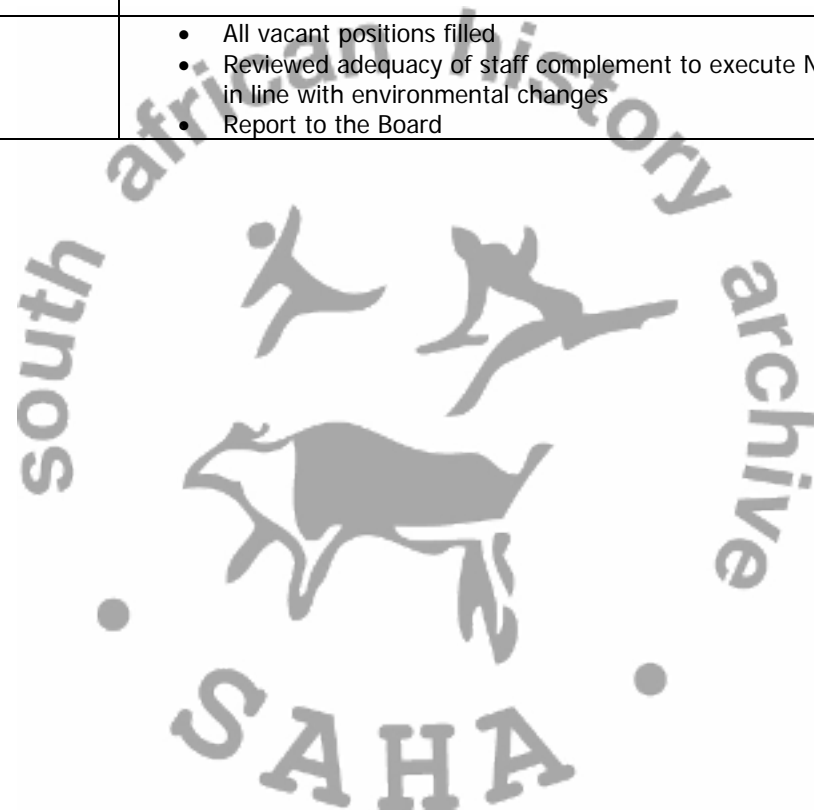 • All vacant positions filled
• Reviewed adequacy of staff complement to execute N
in line with environmental changes
• Report to the Board
south african history archive
• SAHA •